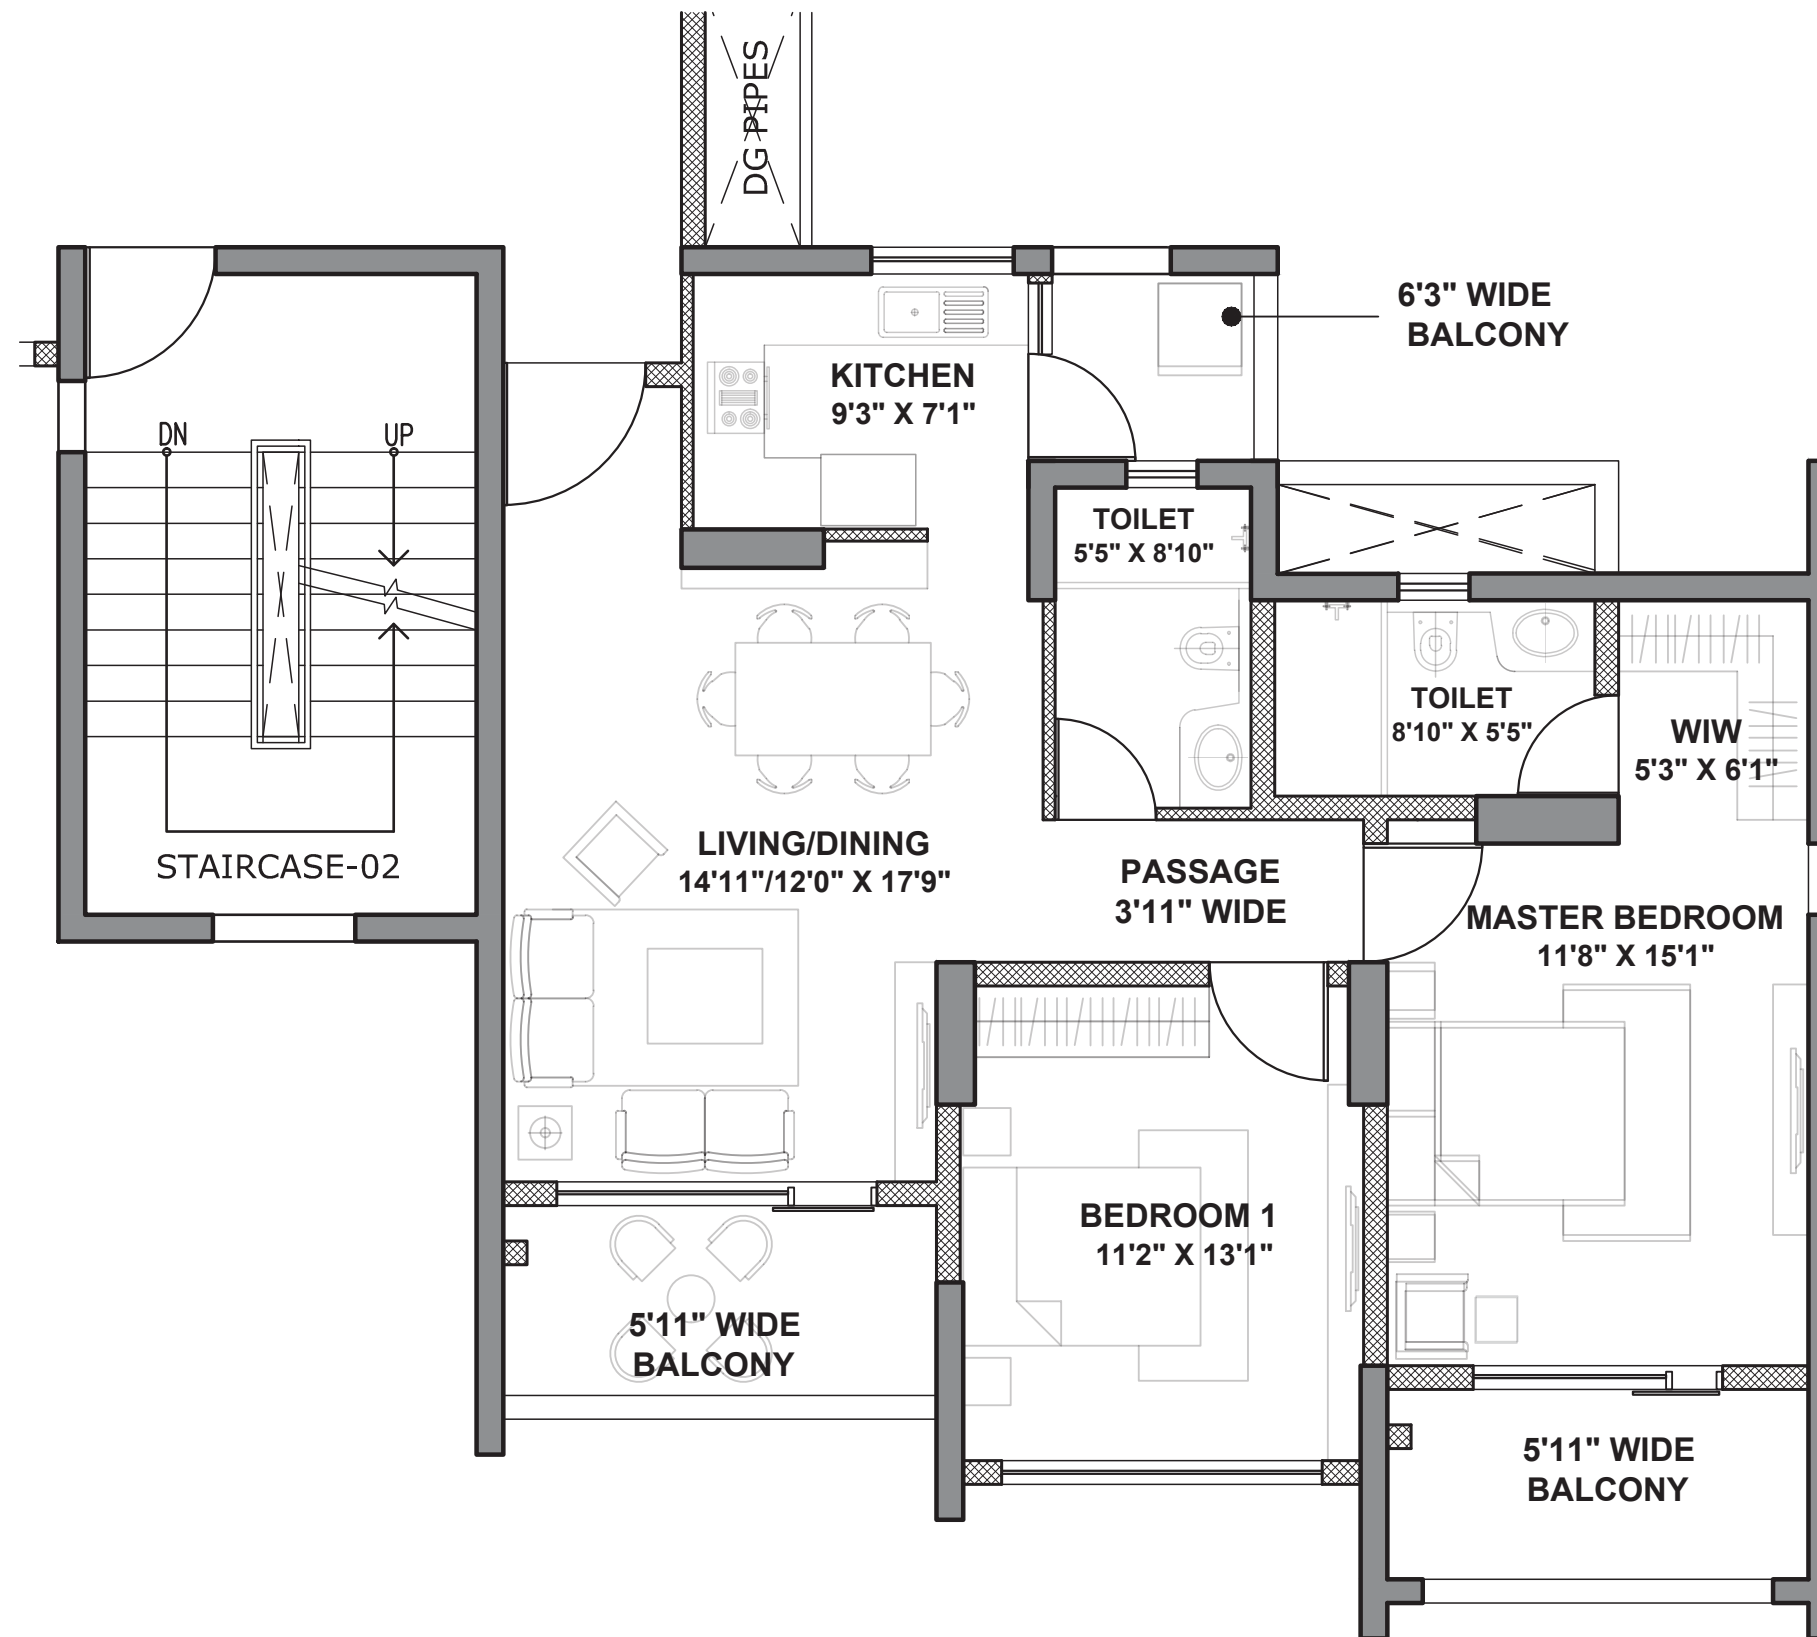 DG PIPES
6'3" WIDE
BALCONY
KITCHEN
9'3" X 7'1"
DN
UP
TOILET
5'5" X 8'10"
TOILET
8'10" X 5'5"
WIW
5'3" X 6'1"
STAIRCASE-02
LIVING/DINING
14'11"/12'0" X 17'9"
PASSAGE
3'11" WIDE
MASTER BEDROOM
11'8" X 15'1"
BEDROOM 1
11'2" X 13'1"
5'11" WIDE
BALCONY
5'11" WIDE
BALCONY